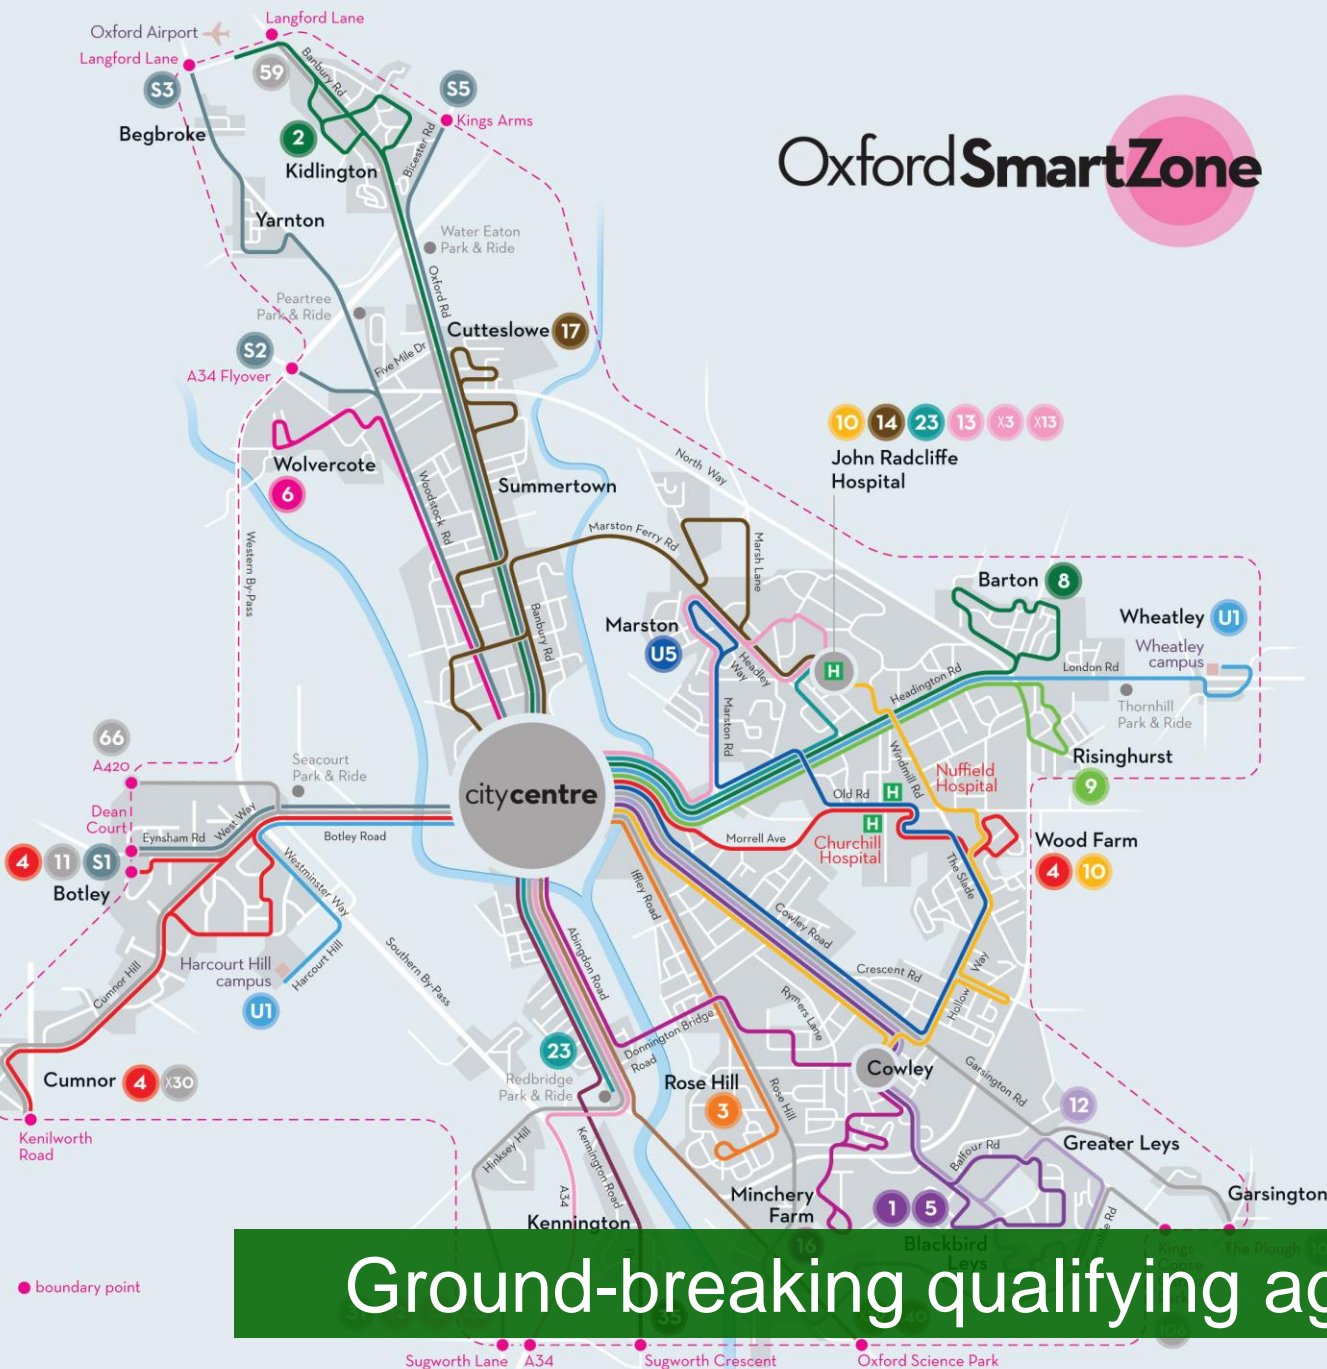 Langford Lane
Oxford Airport
Langford Lane
59
Banbury Rd
S3
S5
Kings Arms
Begbroke
2
Bicester Rd
Kidlington
OxfordSmartZone
Yarnton
Water Eaton
Park & Ride
Oxford Rd
Peartree
Park & Ride
Cutteslowe 17
S2
Five Mile Dr
A34 Flyover
10 14 23 13 X3 X13
John Radcliffe
Hospital
North Way
Wolvercote
6
Woodstock Rd
Summertown
Marston Ferry Rd
Marsh Lane
Western By-Pass
Barton 8
Banbury Rd
Marston
U5
Wheatley U1
Wheatley
campus
Headley
Way
H
Headington Rd
London Rd
Thornhill
Park & Ride
Marston Rd
66
A420
Seacourt
Park & Ride
Windmill Rd
Nuffield
Hospital
Risinghurst
9
citycentre
Old Rd
H
Dean
Court
Eynsham Rd
West Way
Botley Road
H
Churchill
Hospital
Morrell Ave
Wood Farm
4 10
4 11 S1
Botley
Westminster Way
Iffley Road
The Slade
Cowley Road
Abingdon Road
Southern By-Pass
Harcourt Hill
campus
Harcourt Hill
U1
Cumnor Hill
Crescent Rd
Hollow Way
Rymers Lane
Donnington Bridge
Road
23
Redbridge
Park & Ride
Cowley
Garsington Rd
Cumnor 4 X30
Rose Hill
3
Rose Hill
12
Kenilworth
Road
Hinksey Hill
Kennington Road
A34
Balfour Rd
Greater Leys
Garsington
Minchery
Farm
16
1 5
Blackbird
Leys
Kennington
Kings
Copse
The Plough
boundary point
Ground-breaking qualifying ag
35
40
106
Sugworth Lane
A34
Sugworth Crescent
Oxford Science Park